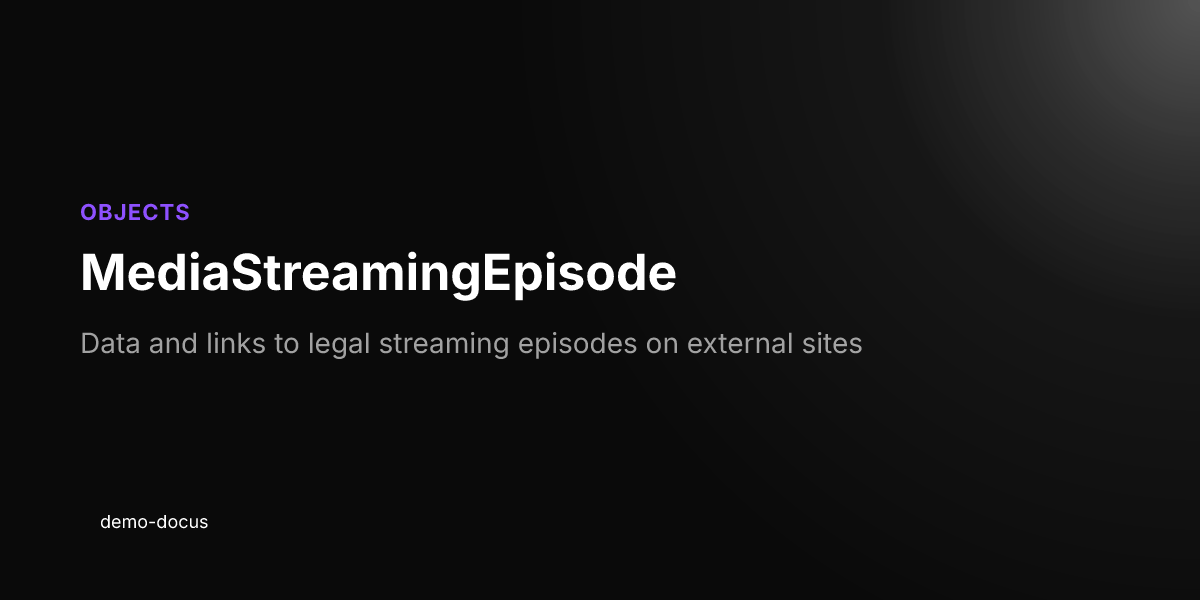 OBJECTS
MediaStreamingEpisode
Data and links to legal streaming episodes on external sites
demo-docus